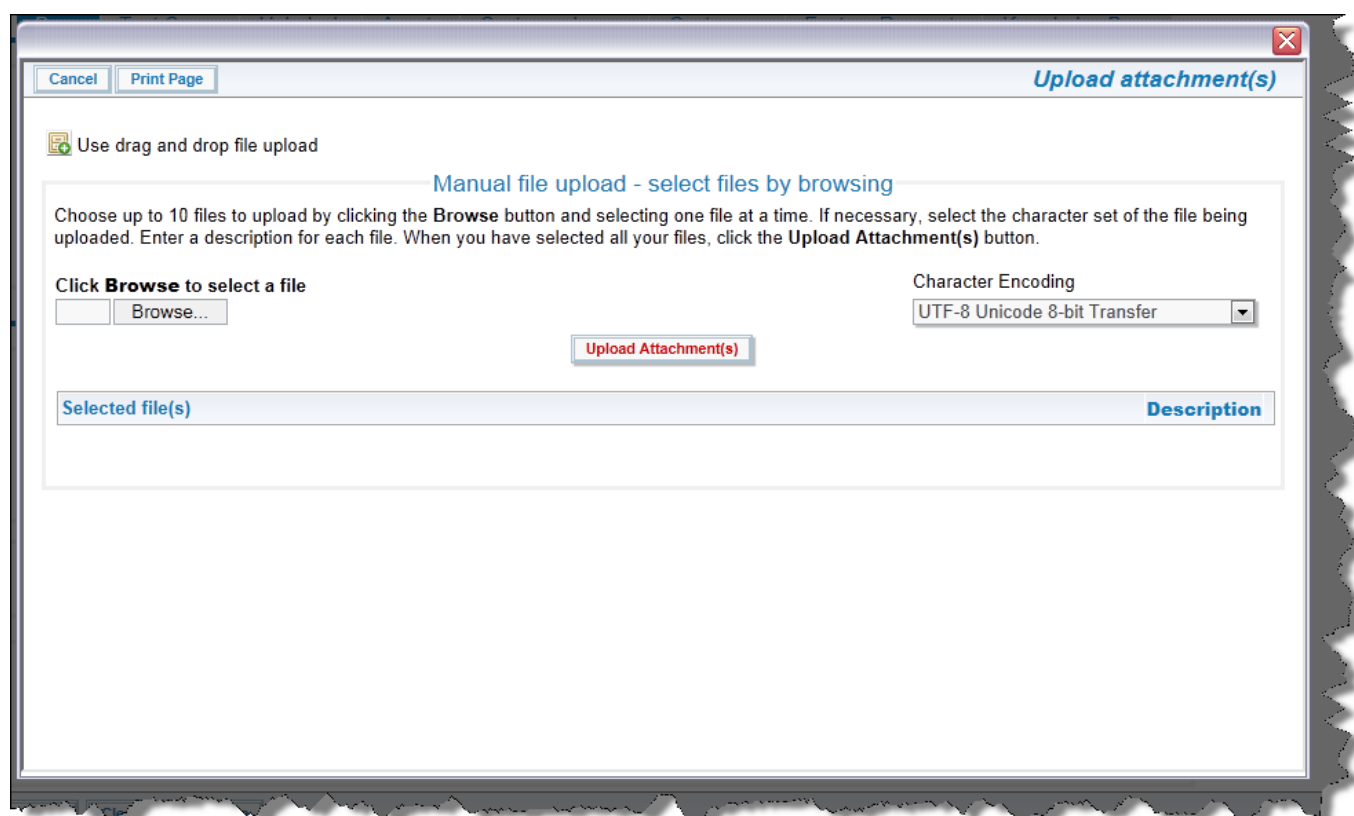 Cancel Print Page Upload attachment(s)
Use drag and drop file upload
Manual file upload - select files by browsing
Choose up to 10 files to upload by clicking the Browse button and selecting one file at a time. If necessary, select the character set of the file being
uploaded. Enter a description for each file. When you have selected all your files, click the Upload Attachment(s) button.
Click Browse to select a file Character Encoding
Browse... UTF-8 Unicode 8-bit Transfer
Upload Attachment(s)
Selected file(s) Description